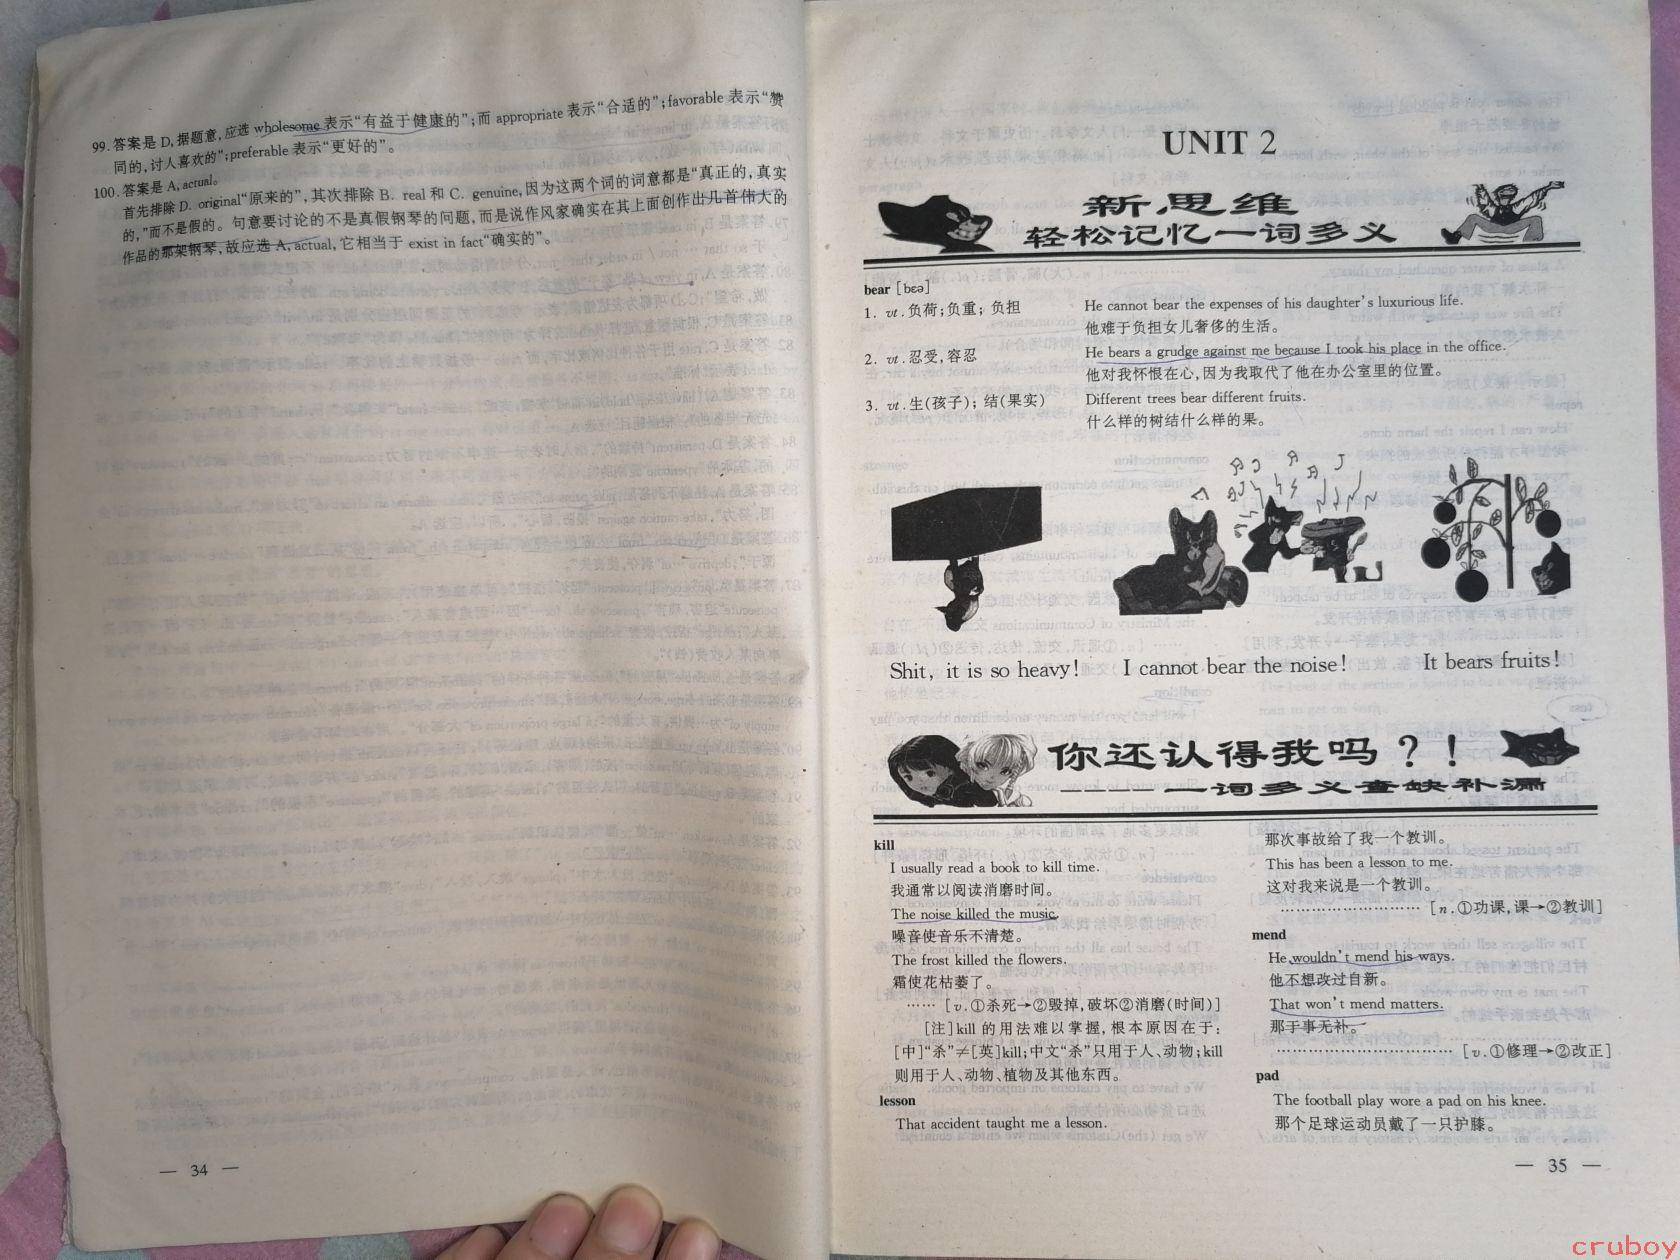 99.答案是 D,据题意,应选 wholesome 表示“有益于健康的”;而 appropriate 表示“合适的”;favorable 表示“赞
同的,讨人喜欢的”;preferable 表示“更好的”。
100.答案是 A, actual。
首先排除 D. original“原来的”,其次排除 B. real 和 C. genuine,因为这两个词的词意都是“真正的,真实
的,”而不是假的。句意要讨论的不是真假钢琴的问题,而是说作风家确实在其上面创作出几首伟大的
作品的那架钢琴,故应选 A, actual,它相当于 exist in fact“确实的”。
— 34 —
UNIT 2
新思维
轻松记忆一词多义
bear [bɛə]
1. vt.负荷;负重; 负担
He cannot bear the expenses of his daughter's luxurious life.
他难于负担女儿奢侈的生活。
2. vt.忍受,容忍
He bears a grudge against me because I took his place in the office.
他对我怀恨在心,因为我取代了他在办公室里的位置。
3. vt.生(孩子);结(果实)
Different trees bear different fruits.
什么样的树结什么样的果。
Shit, it is so heavy!
I cannot bear the noise!
It bears fruits!
你还认得我吗?!
——一词多义查缺补漏
kill
I usually read a book to kill time.
我通常以阅读消磨时间。
The noise killed the music.
噪音使音乐不清楚。
The frost killed the flowers.
霜使花枯萎了。
…… [v.①杀死→②毁掉,破坏②消磨(时间)]
[注]kill 的用法难以掌握,根本原因在于:
[中]“杀”≠[英]kill;中文“杀”只用于人、动物;kill
则用于人、动物、植物及其他东西。
lesson
That accident taught me a lesson.
那次事故给了我一个教训。
This has been a lesson to me.
这对我来说是一个教训。
…………………… [n.①功课,课→②教训]
mend
He wouldn't mend his ways.
他不想改过自新。
That won't mend matters.
那于事无补。
………………………… [v.①修理→②改正]
pad
The football play wore a pad on his knee.
那个足球运动员戴了一只护膝。
— 35 —
cruboy